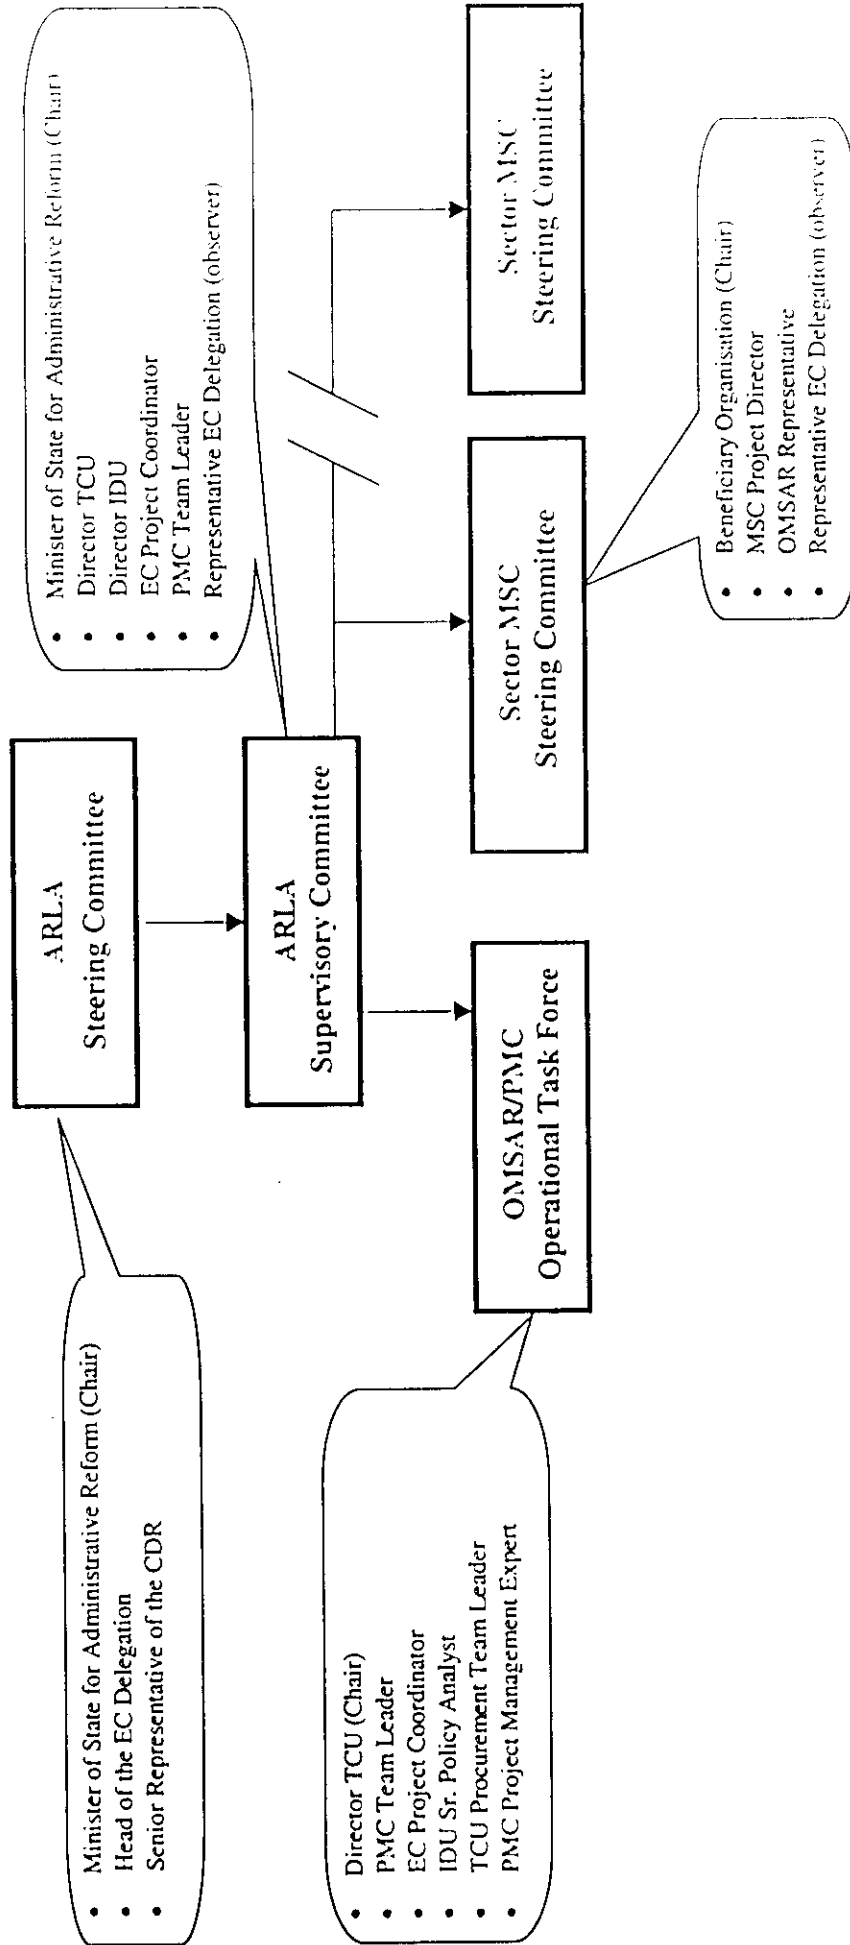 • Minister of State for Administrative Reform (Chair)
• Head of the EC Delegation
• Senior Representative of the CDR
ARLA
Steering Committee
• Minister of State for Administrative Reform (Chair)
• Director TCU
• Director IDU
• EC Project Coordinator
• PMC Team Leader
• Representative EC Delegation (observer)
ARLA
Supervisory Committee
• Director TCU (Chair)
• PMC Team Leader
• EC Project Coordinator
• IDU Sr. Policy Analyst
• TCU Procurement Team Leader
• PMC Project Management Expert
OMSAR/PMC
Operational Task Force
Sector MSC
Steering Committee
Sector MSC
Steering Committee
• Beneficiary Organisation (Chair)
• MSC Project Director
• OMSAR Representative
• Representative EC Delegation (observer)